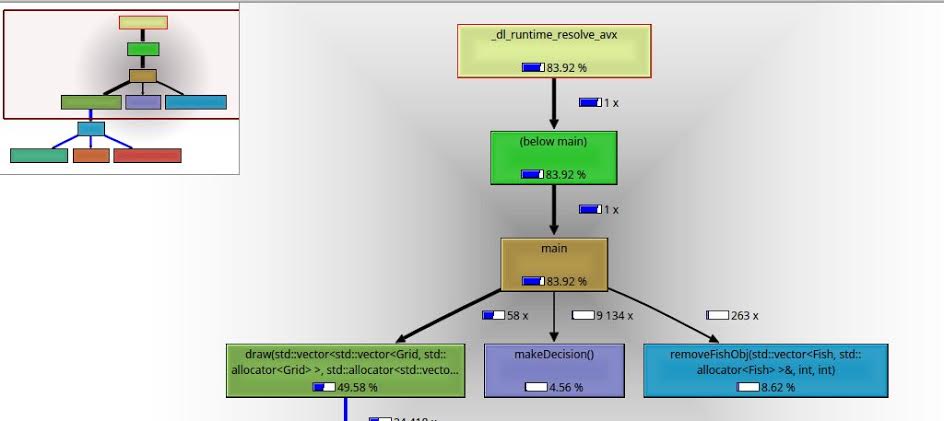 _dl_runtime_resolve_avx
83.92 %
1 x
(below main)
83.92 %
1 x
main
83.92 %
58 x
9 134 x
263 x
draw(std::vector<std::vector<Grid, std::
allocator<Grid> >, std::allocator<std::vecto...
49.58 %
makeDecision()
4.56 %
removeFishObj(std::vector<Fish, std::
allocator<Fish> >&, int, int)
8.62 %